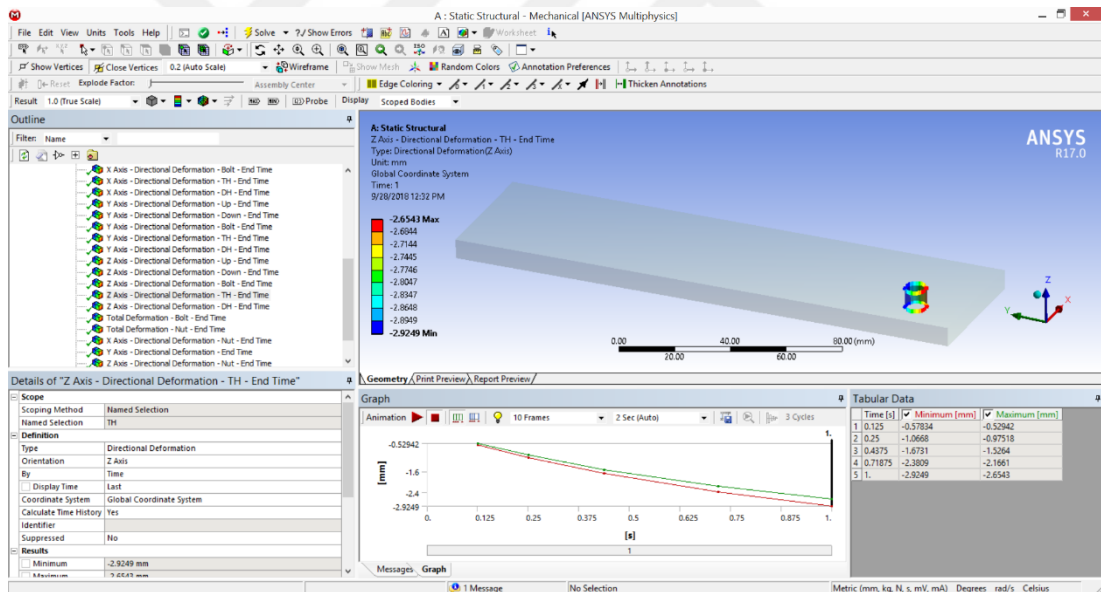 A : Static Structural - Mechanical [ANSYS Multiphysics]
File Edit View Units Tools Help Solve ?/ Show Errors Worksheet
Show Vertices Close Vertices 0.2 (Auto Scale) Wireframe Show Mesh Random Colors Annotation Preferences
Reset Explode Factor: Assembly Center Edge Coloring Thicken Annotations
Result 1.0 (True Scale) Probe Display Scoped Bodies
Outline
Filter: Name
X Axis - Directional Deformation - Bolt - End Time
X Axis - Directional Deformation - TH - End Time
X Axis - Directional Deformation - DH - End Time
Y Axis - Directional Deformation - Up - End Time
Y Axis - Directional Deformation - Down - End Time
Y Axis - Directional Deformation - Bolt - End Time
Y Axis - Directional Deformation - TH - End Time
Y Axis - Directional Deformation - DH - End Time
Z Axis - Directional Deformation - Up - End Time
Z Axis - Directional Deformation - Down - End Time
Z Axis - Directional Deformation - Bolt - End Time
Z Axis - Directional Deformation - TH - End Time
Z Axis - Directional Deformation - DH - End Time
Total Deformation - Bolt - End Time
Total Deformation - Nut - End Time
X Axis - Directional Deformation - Nut - End Time
Y Axis - Directional Deformation - End Time
Z Axis - Directional Deformation - Nut - End Time
A: Static Structural
Z Axis - Directional Deformation - TH - End Time
Type: Directional Deformation(Z Axis)
Unit: mm
Global Coordinate System
Time: 1
9/28/2018 12:32 PM
-2.6543 Max
-2.6844
-2.7144
-2.7445
-2.7746
-2.8047
-2.8347
-2.8648
-2.8949
-2.9249 Min
ANSYS
R17.0
Z
X
Y
0.00 40.00 80.00 (mm)
20.00 60.00
Geometry Print Preview Report Preview
Details of "Z Axis - Directional Deformation - TH - End Time"
Scope
Scoping Method Named Selection
Named Selection TH
Definition
Type Directional Deformation
Orientation Z Axis
By Time
Display Time Last
Coordinate System Global Coordinate System
Calculate Time History Yes
Identifier
Suppressed No
Results
Minimum -2.9249 mm
Maximum -2.6543 mm
Graph
Animation 10 Frames 2 Sec (Auto) 3 Cycles
1.
-0.52942
-1.6
-2.4
-2.9249
[mm]
0. 0.125 0.25 0.375 0.5 0.625 0.75 0.875 1.
[s]
1
Messages Graph
Tabular Data
Time [s] Minimum [mm] Maximum [mm]
1 0.125 -0.57834 -0.52942
2 0.25 -1.0668 -0.97518
3 0.4375 -1.6731 -1.5264
4 0.71875 -2.3809 -2.1661
5 1. -2.9249 -2.6543
1 Message No Selection Metric (mm, kg, N, s, mV, mA) Degrees rad/s Celsius